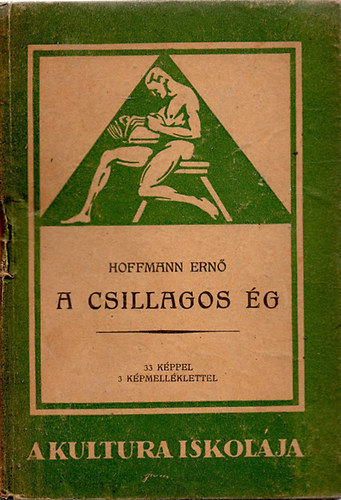 HOFFMANN ERNŐ
A CSILLAGOS ÉG
33 KÉPPEL
3 KÉPMELLÉKLETTEL
A KULTURA ISKOLÁJA